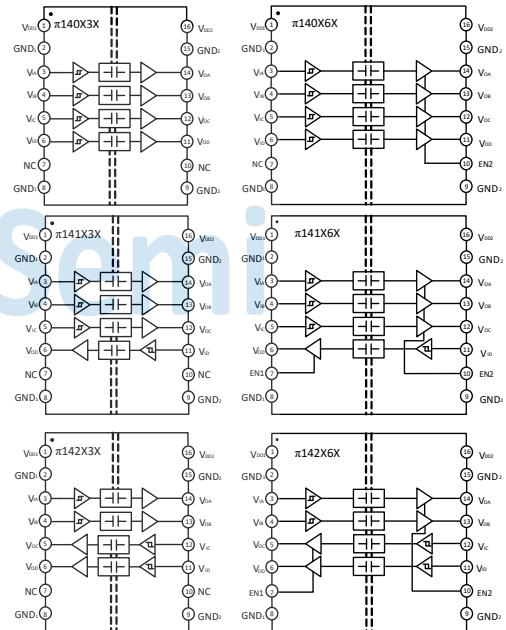 π140X3X
VDD1 1
16 VDD2
GND1 2
15 GND2
VIA 3
14 VOA
VIB 4
13 VOB
VIC 5
12 VOC
VID 6
11 VOD
NC 7
10 NC
GND1 8
9 GND2
π140X6X
VDD1 1
16 VDD2
GND1 2
15 GND2
VIA 3
14 VOA
VIB 4
13 VOB
VIC 5
12 VOC
VID 6
11 VOD
NC 7
10 EN2
GND1 8
9 GND2
Semi
π141X3X
VDD1 1
16 VDD2
GND1 2
15 GND2
VIA 3
14 VOA
VIB 4
13 VOB
VIC 5
12 VOC
VOD 6
11 VID
NC 7
10 NC
GND1 8
9 GND2
π141X6X
VDD1 1
16 VDD2
GND1 2
15 GND2
VIA 3
14 VOA
VIB 4
13 VOB
VIC 5
12 VOC
VOD 6
11 VID
EN1 7
10 EN2
GND1 8
9 GND2
π142X3X
VDD1 1
16 VDD2
GND1 2
15 GND2
VIA 3
14 VOA
VIB 4
13 VOB
VOC 5
12 VIC
VOD 6
11 VID
NC 7
10 NC
GND1 8
9 GND2
π142X6X
VDD1 1
16 VDD2
GND1 2
15 GND2
VIA 3
14 VOA
VIB 4
13 VOB
VOC 5
12 VIC
VOD 6
11 VID
EN1 7
10 EN2
GND1 8
9 GND2